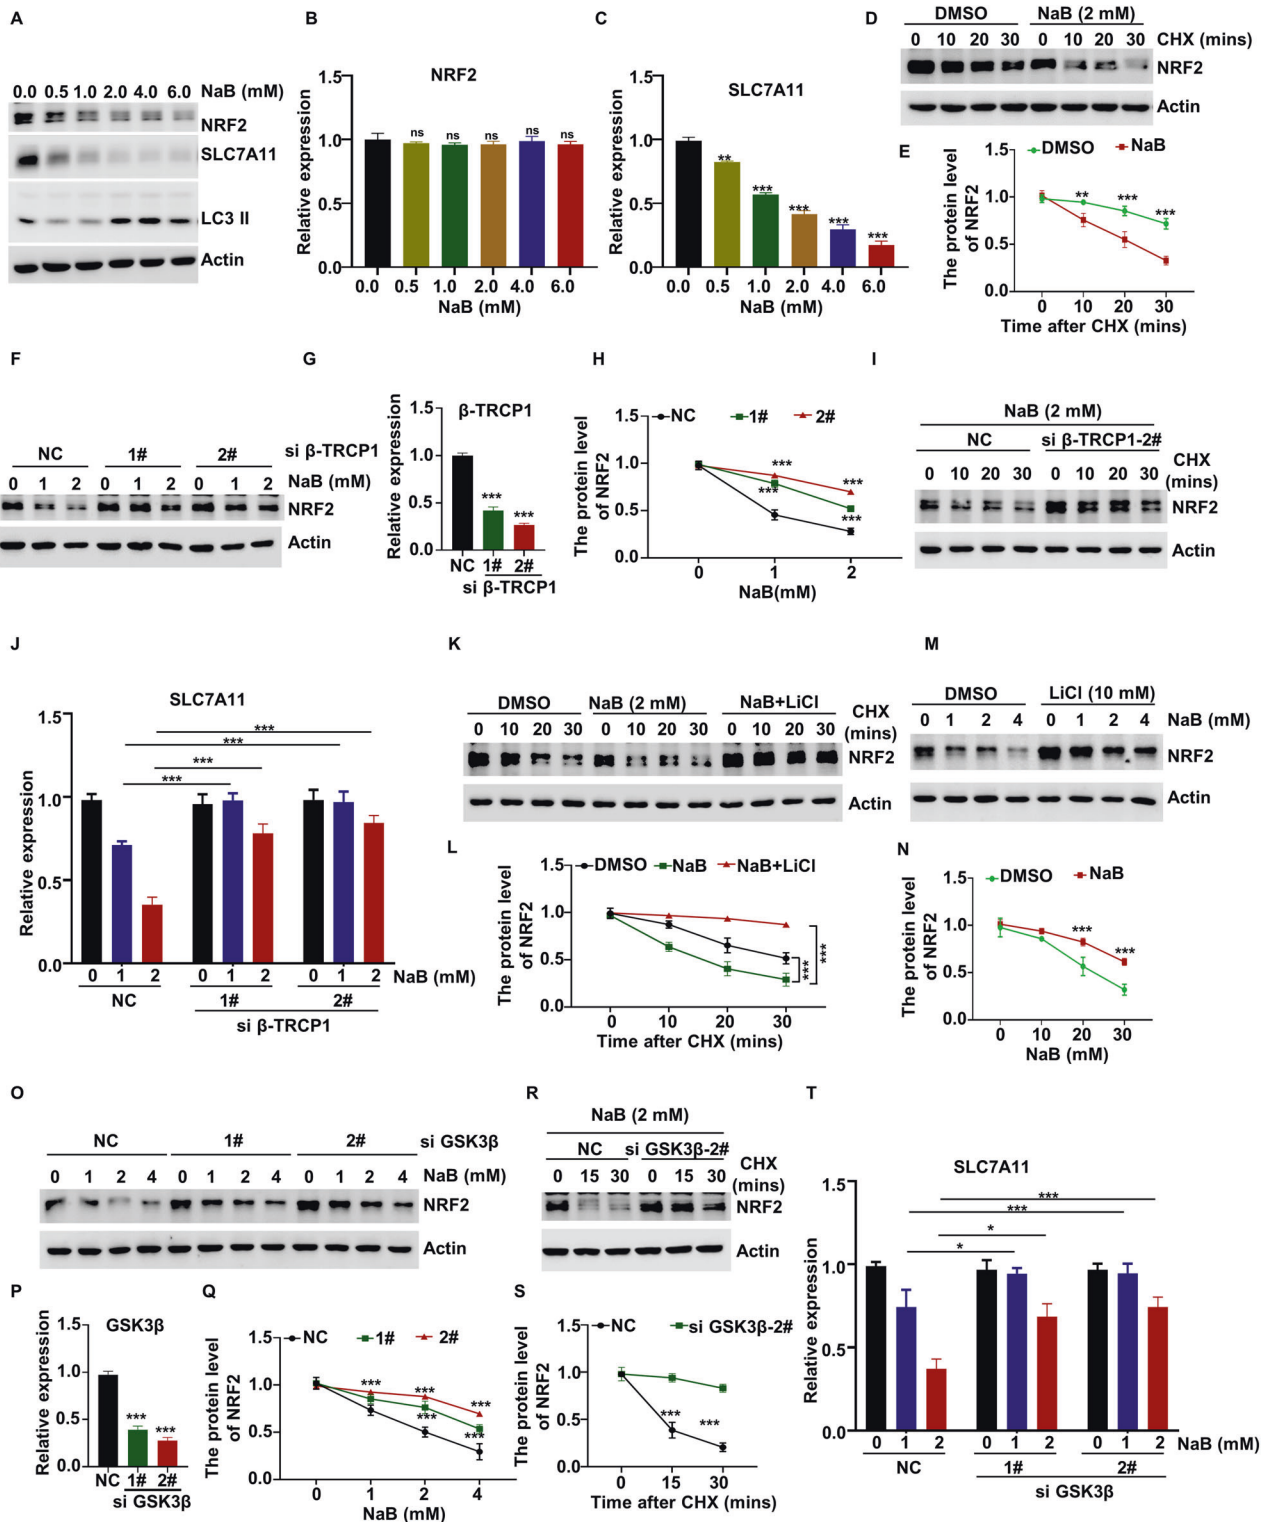 A
0.0 0.5 1.0 2.0 4.0 6.0 NaB (mM)
NRF2
SLC7A11
LC3 II
Actin
B
NRF2
Relative expression
1.5
1.0
0.5
0.0
ns ns ns ns ns
0.0 0.5 1.0 2.0 4.0 6.0
NaB (mM)
C
SLC7A11
Relative expression
1.5
1.0
0.5
0.0
** *** *** *** ***
0.0 0.5 1.0 2.0 4.0 6.0
NaB (mM)
D
DMSO NaB (2 mM)
0 10 20 30 0 10 20 30 CHX (mins)
NRF2
Actin
E
DMSO NaB
The protein level
of NRF2
1.5
1.0
0.5
0.0
** *** ***
0 10 20 30
Time after CHX (mins)
F
si β-TRCP1
NC 1# 2#
0 1 2 0 1 2 0 1 2 NaB (mM)
NRF2
Actin
G
β-TRCP1
Relative expression
1.5
1.0
0.5
0.0
*** ***
NC 1# 2#
si β-TRCP1
H
NC 1# 2#
The protein level
of NRF2
1.5
1.0
0.5
0.0
*** ***
*** ***
0 1 2
NaB(mM)
I
NaB (2 mM)
NC si β-TRCP1-2#
0 10 20 30 0 10 20 30 CHX
(mins)
NRF2
Actin
J
SLC7A11
Relative expression
1.5
1.0
0.5
0.0
***
***
***
***
0 1 2 0 1 2 0 1 2 NaB (mM)
NC 1# 2#
si β-TRCP1
K
DMSO NaB (2 mM) NaB+LiCl
0 10 20 30 0 10 20 30 0 10 20 30 CHX
(mins)
NRF2
Actin
L
DMSO NaB NaB+LiCl
The protein level
of NRF2
1.5
1.0
0.5
0.0
*** ***
0 10 20 30
Time after CHX (mins)
M
DMSO LiCl (10 mM)
0 1 2 4 0 1 2 4 NaB (mM)
NRF2
Actin
N
DMSO NaB
The protein level
of NRF2
1.5
1.0
0.5
0.0
*** ***
0 10 20 30
NaB (mM)
O
NC 1# 2# si GSK3β
0 1 2 4 0 1 2 4 0 1 2 4 NaB (mM)
NRF2
Actin
P
GSK3β
Relative expression
1.5
1.0
0.5
0.0
*** ***
NC 1# 2#
si GSK3β
Q
NC 1# 2#
The protein level
of NRF2
1.5
1.0
0.5
0.0
*** *** ***
*** ***
0 1 2 4
NaB (mM)
R
NaB (2 mM)
NC si GSK3β-2#
0 15 30 0 15 30 CHX
(mins)
NRF2
Actin
S
NC si GSK3β-2#
The protein level
of NRF2
1.5
1.0
0.5
0.0
*** ***
0 15 30
Time after CHX (mins)
T
SLC7A11
Relative expression
1.5
1.0
0.5
0.0
***
***
*
*
0 1 2 0 1 2 0 1 2 NaB (mM)
NC 1# 2#
si GSK3β